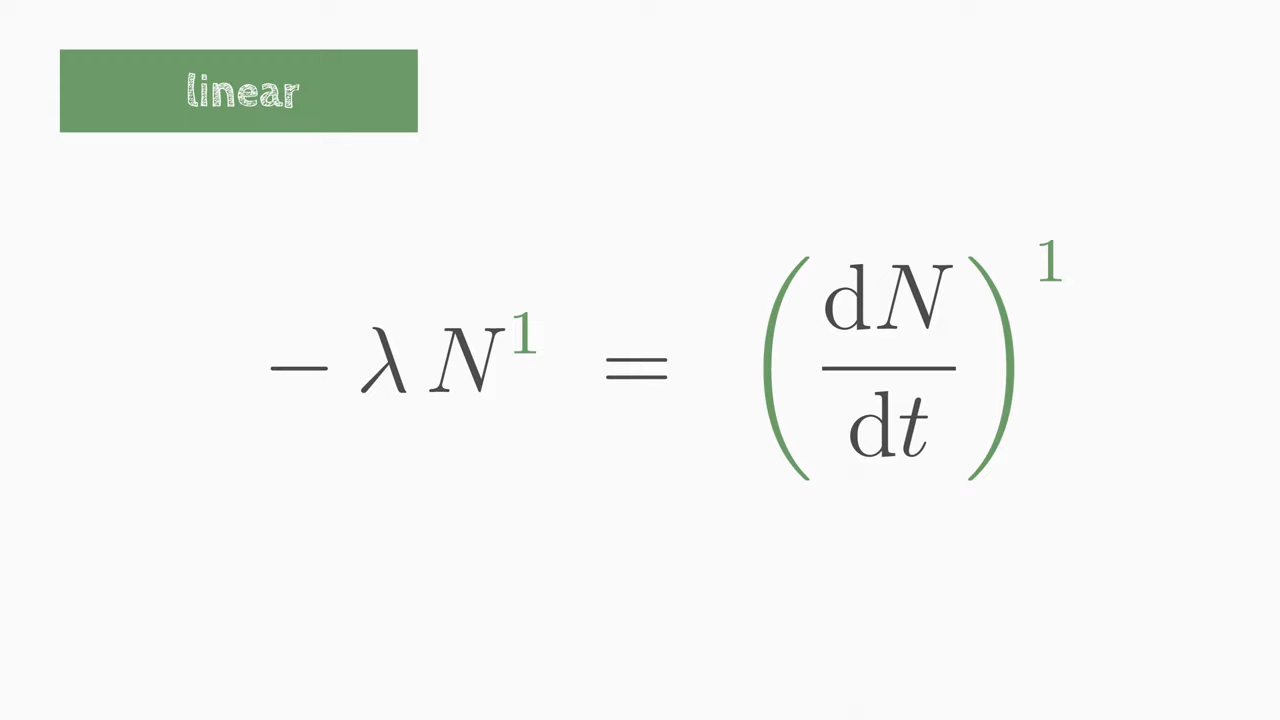 linear
− λ N¹ = (dN/dt)¹